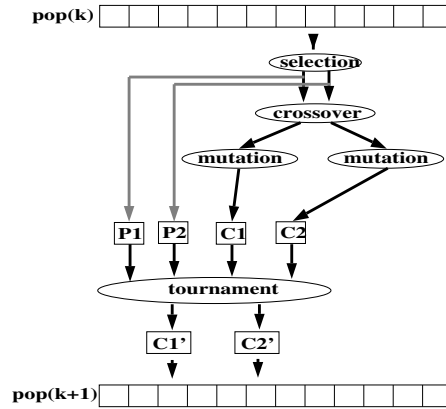 pop(k)
selection
crossover
mutation mutation
P1 P2 C1 C2
tournament
C1' C2'
pop(k+1)